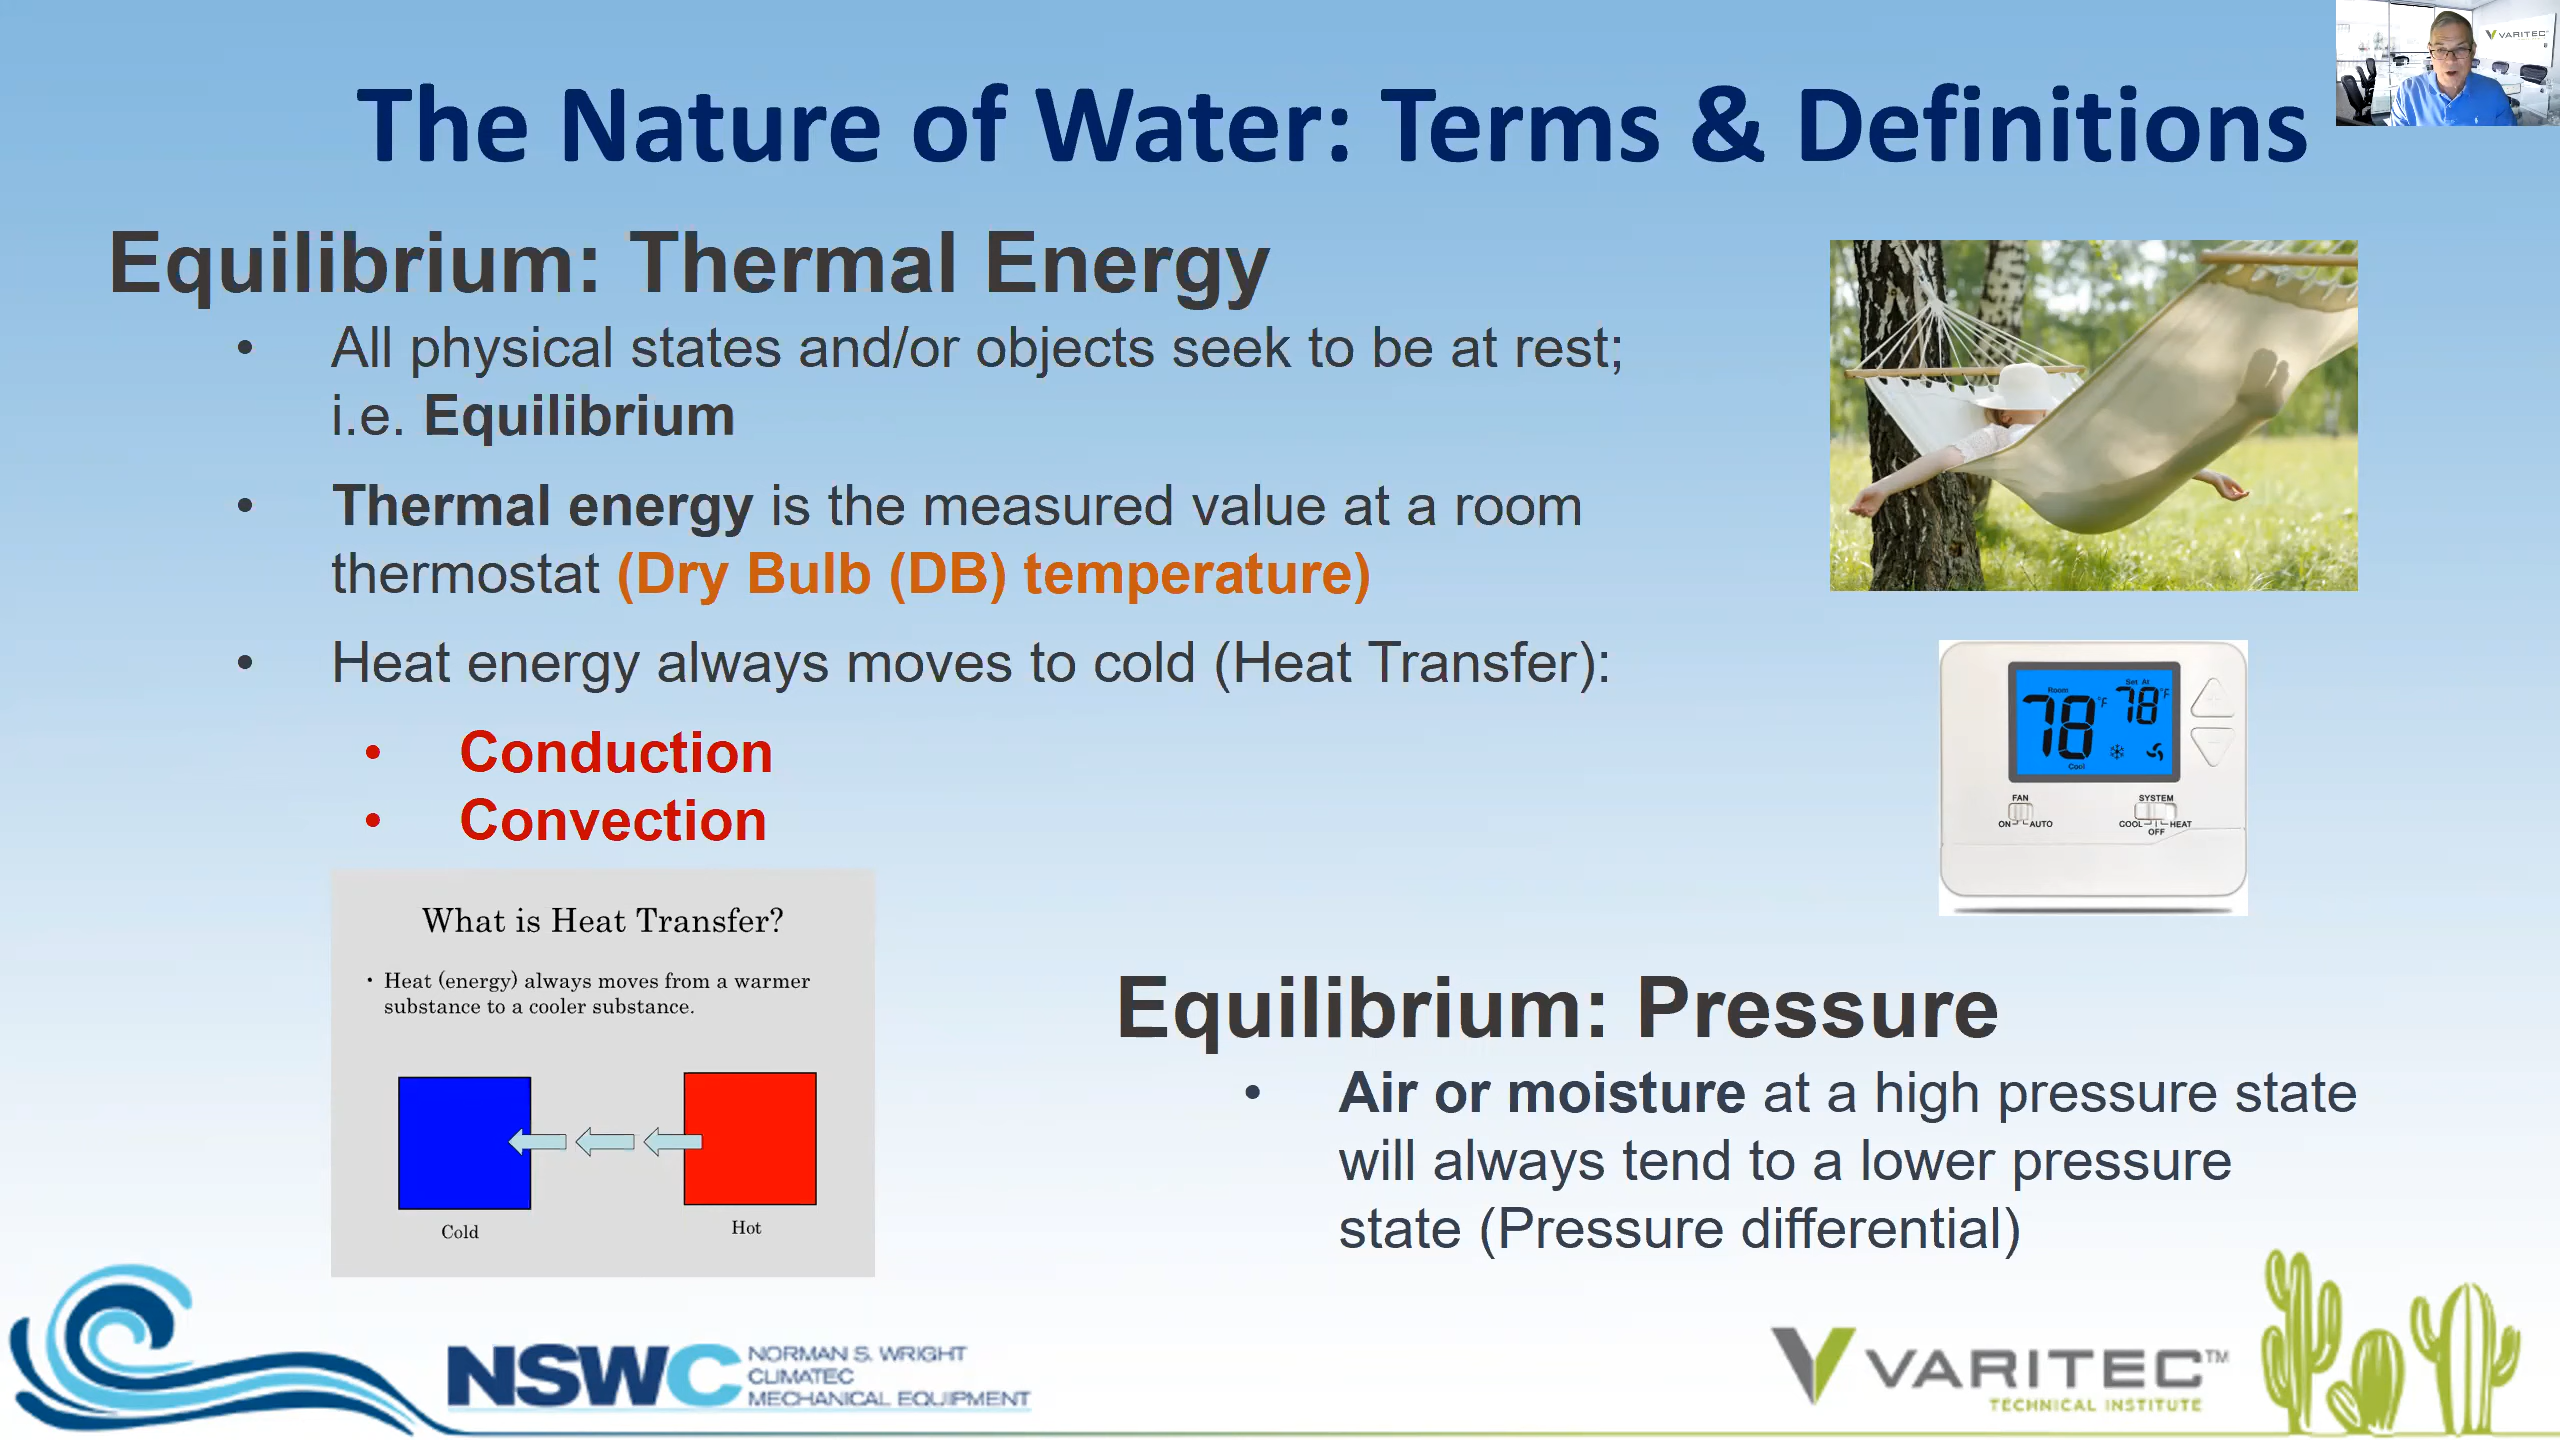 VARITEC
The Nature of Water: Terms & Definitions
Equilibrium: Thermal Energy
• All physical states and/or objects seek to be at rest;
i.e. Equilibrium
• Thermal energy is the measured value at a room
thermostat (Dry Bulb (DB) temperature)
• Heat energy always moves to cold (Heat Transfer):
• Conduction
• Convection
Room
78°F
Set At
78°F
Cool
FAN
ON AUTO
SYSTEM
COOL HEAT
OFF
What is Heat Transfer?
• Heat (energy) always moves from a warmer
substance to a cooler substance.
Cold
Hot
Equilibrium: Pressure
• Air or moisture at a high pressure state
will always tend to a lower pressure
state (Pressure differential)
NSWC
NORMAN S. WRIGHT
CLIMATEC
MECHANICAL EQUIPMENT
VARITEC™
TECHNICAL INSTITUTE